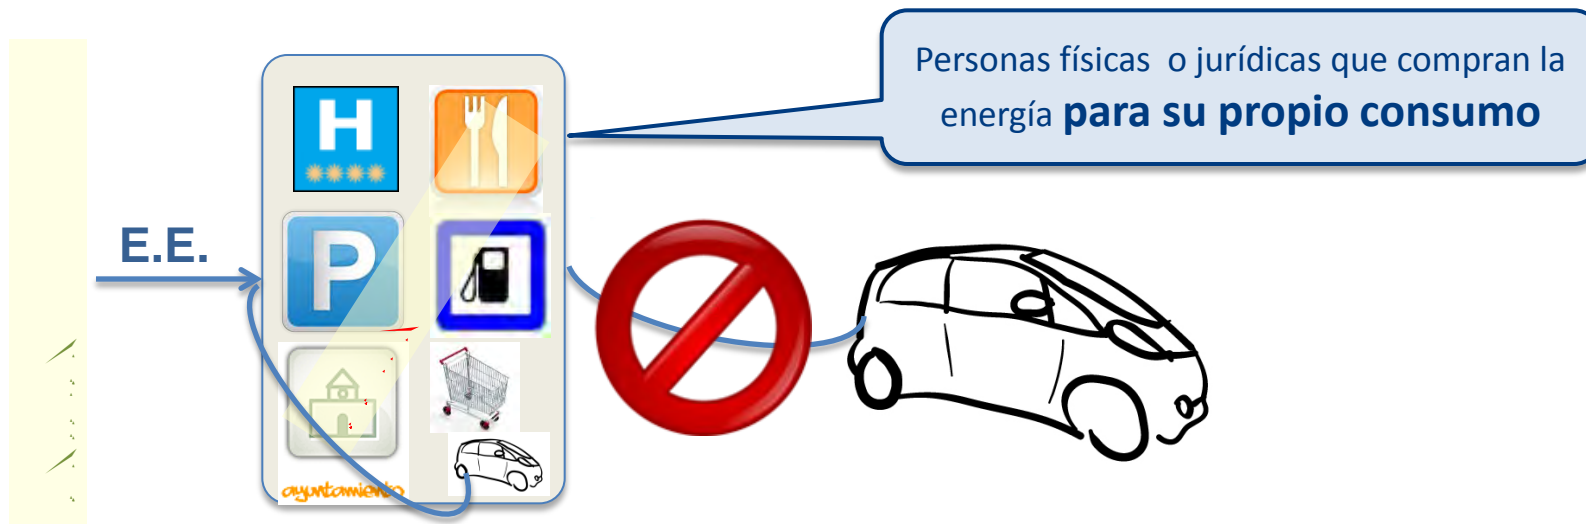 Personas físicas o jurídicas que compran la
energía para su propio consumo
H
E.E.
P
ayuntamiento